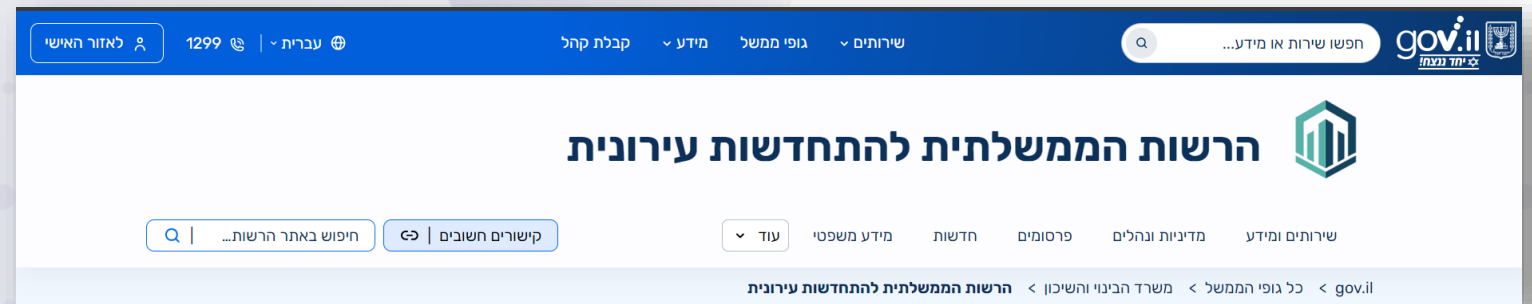 gov.il
יחד ננצח!
חפשו שירות או מידע...
שירותים
גופי ממשל
מידע
קבלת קהל
עברית
1299
לאזור האישי
הרשות הממשלתית להתחדשות עירונית
שירותים ומידע
מדיניות ונהלים
פרסומים
חדשות
מידע משפטי
עוד
קישורים חשובים
חיפוש באתר הרשות...
gov.il > כל גופי הממשל > משרד הבינוי והשיכון > הרשות הממשלתית להתחדשות עירונית